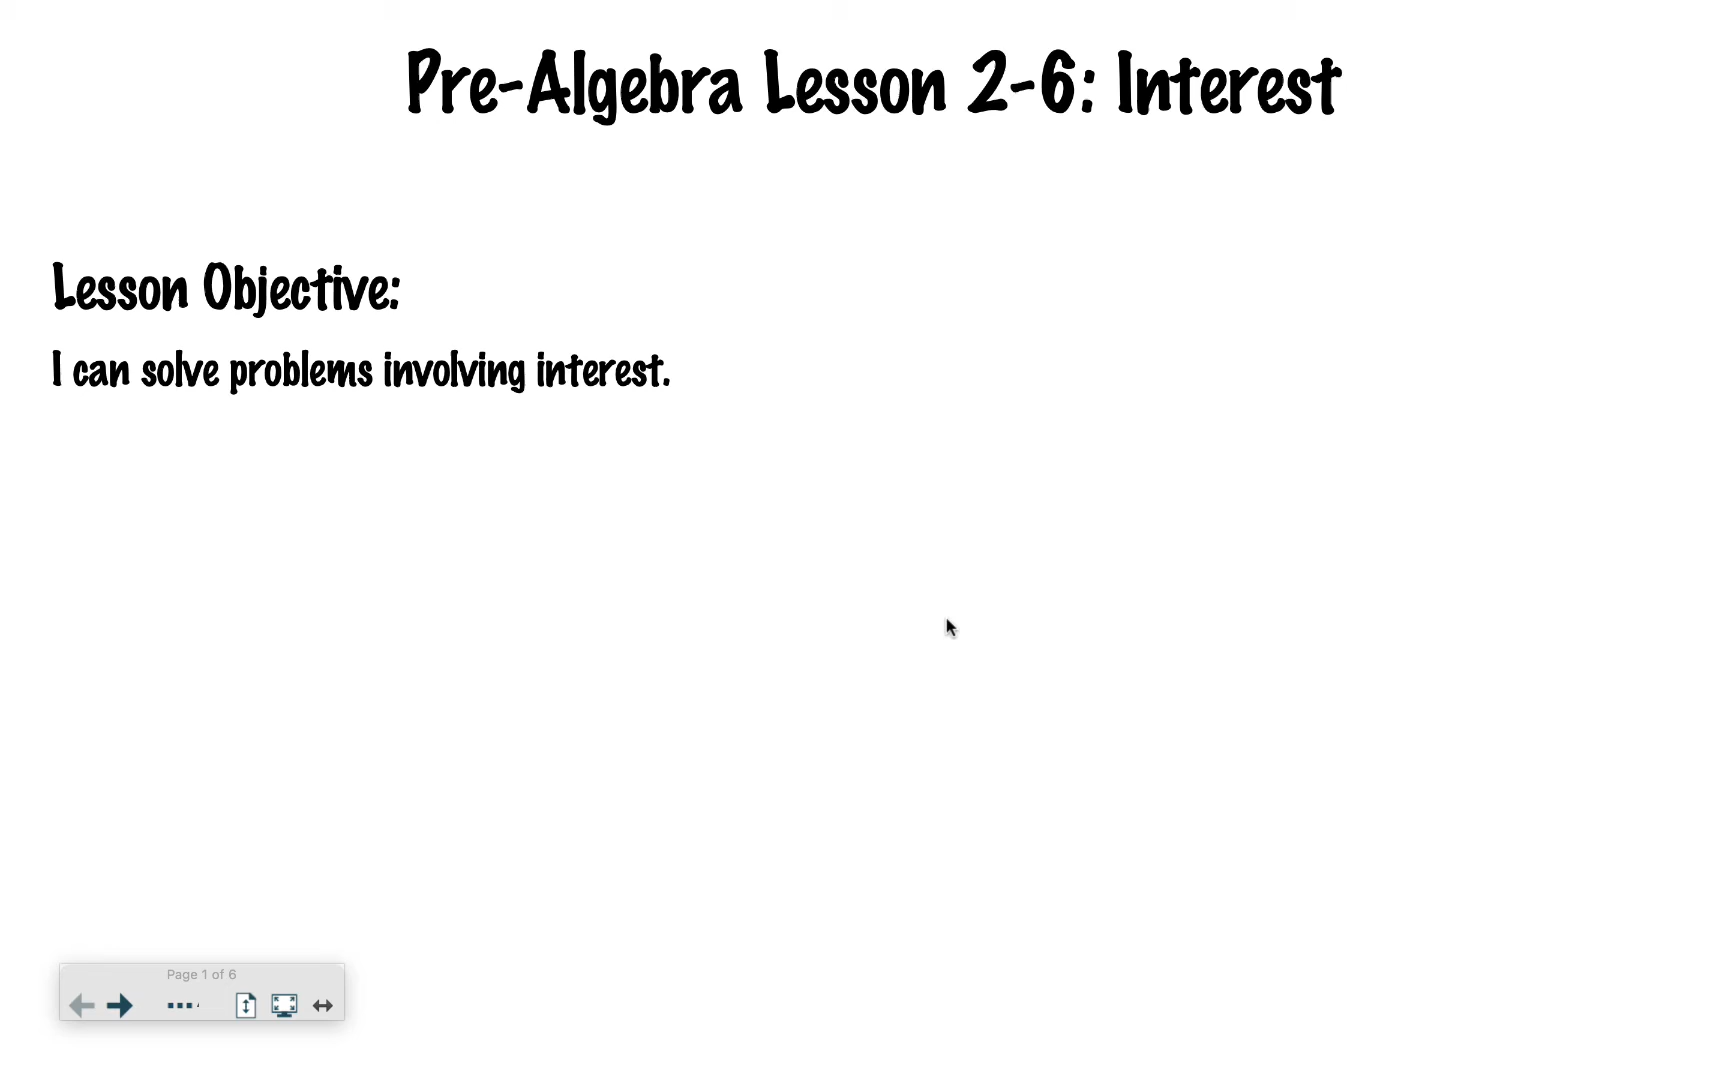 Pre-Algebra Lesson 2-6: Interest
Lesson Objective:
I can solve problems involving interest.
Page 1 of 6